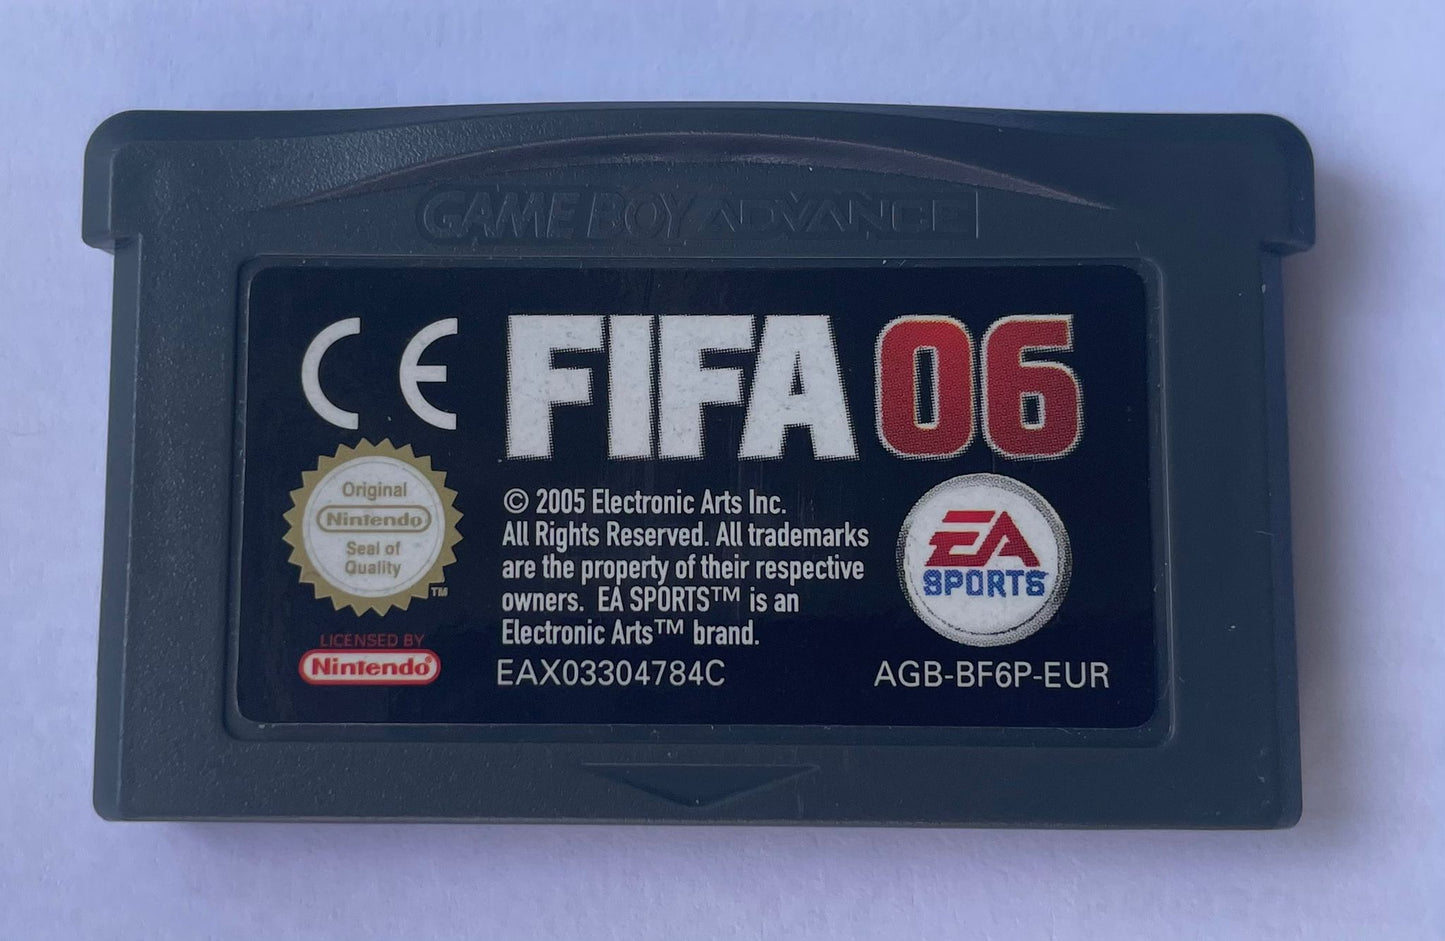 GAME BOY ADVANCE
CE
FIFA 06
Original
Nintendo
Seal of
Quality
TM
LICENSED BY
Nintendo®
© 2005 Electronic Arts Inc.
All Rights Reserved. All trademarks
are the property of their respective
owners. EA SPORTS™ is an
Electronic Arts™ brand.
EAX03304784C
EA
SPORTS
AGB-BF6P-EUR